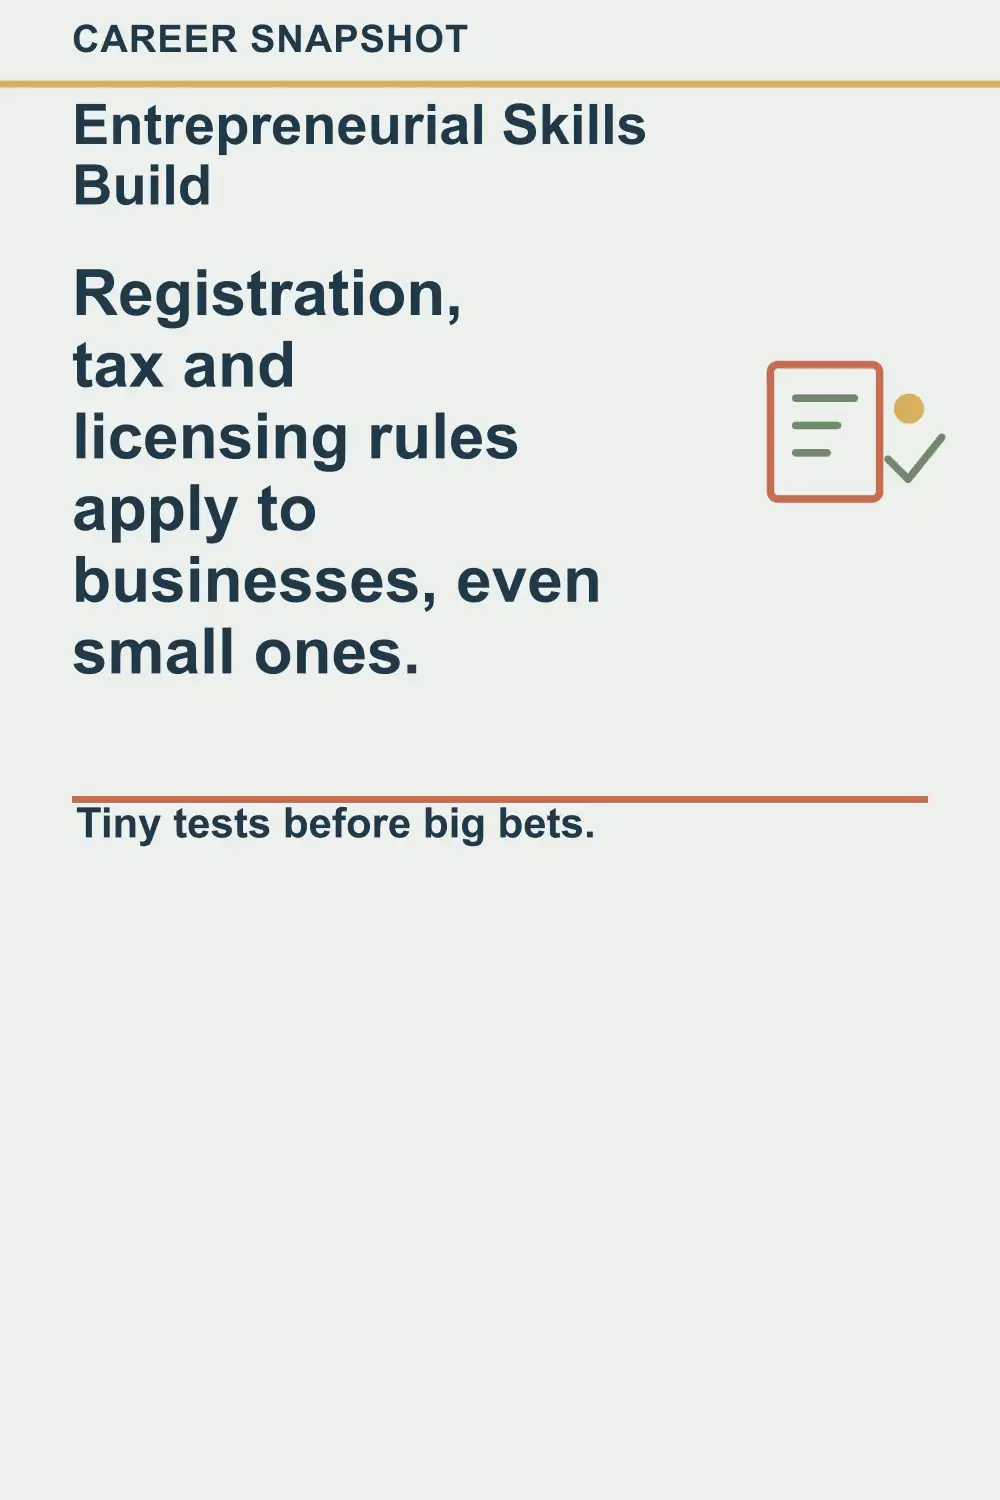 CAREER SNAPSHOT
Entrepreneurial Skills
Build
Registration,
tax and
licensing rules
apply to
businesses, even
small ones.
Tiny tests before big bets.